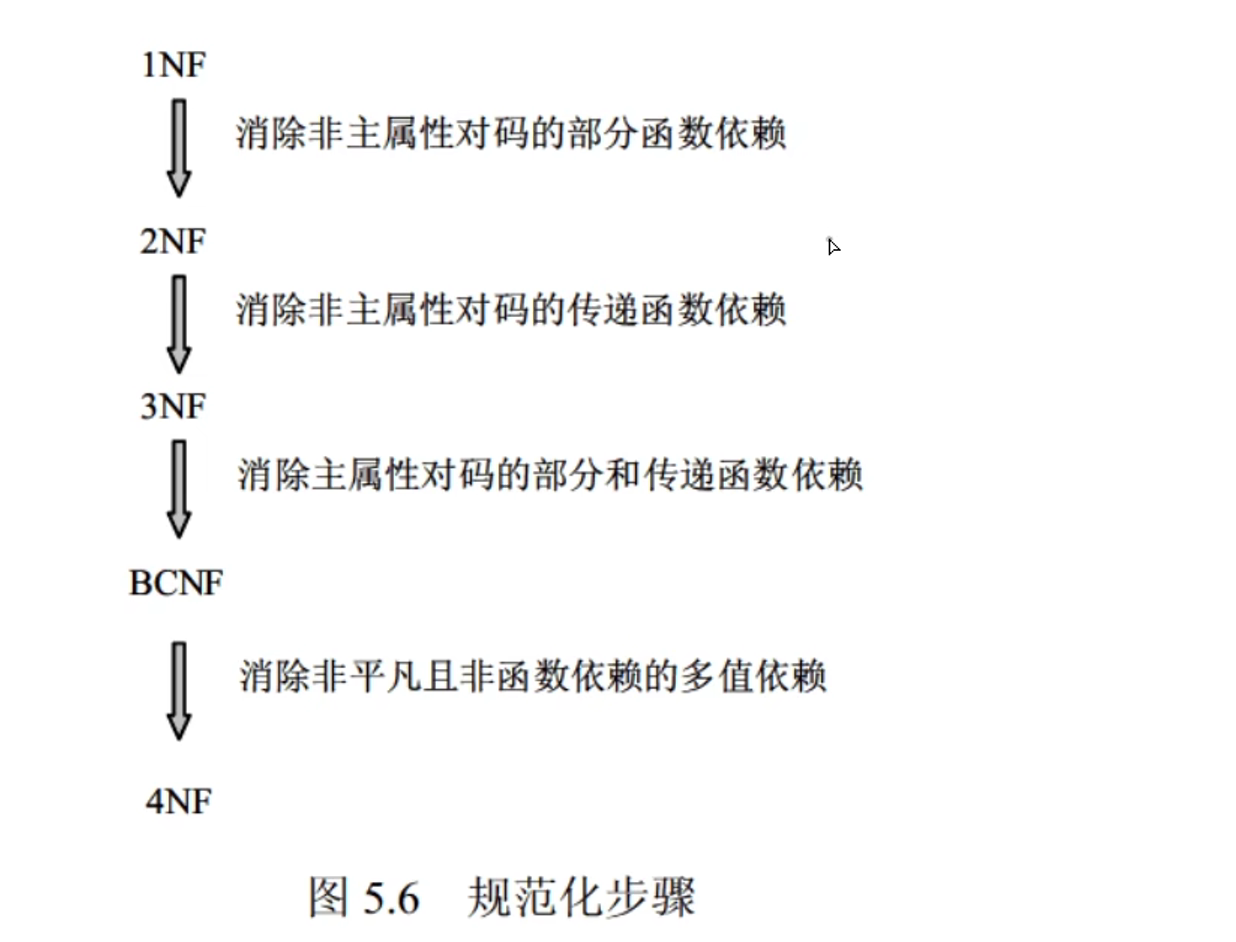 1NF
消除非主属性对码的部分函数依赖
2NF
消除非主属性对码的传递函数依赖
3NF
消除主属性对码的部分和传递函数依赖
BCNF
消除非平凡且非函数依赖的多值依赖
4NF
图 5.6 规范化步骤